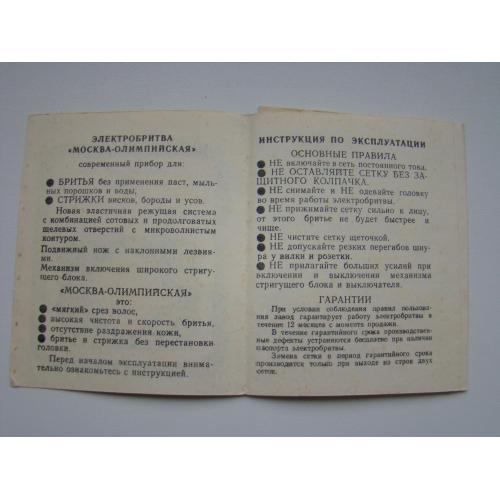 ЭЛЕКТРОБРИТВА
«МОСКВА-ОЛИМПИЙСКАЯ»
современный прибор для:
● БРИТЬЯ без применения паст, мыль-
ных порошков и воды,
● СТРИЖКИ висков, бороды и усов.
Новая эластичная режущая система
с комбинацией сотовых и продолговатых
щелевых отверстий с микроволнистым
контуром.
Подвижный нож с наклонными лезвия-
ми.
Механизм включения широкого стригу-
щего блока.
«МОСКВА-ОЛИМПИЙСКАЯ»
это:
● «мягкий» срез волос,
● высокая чистота и скорость бритья,
● отсутствие раздражения кожи,
● бритье и стрижка без перестановки
головки.
Перед началом эксплуатации внима-
тельно ознакомьтесь с инструкцией.
ИНСТРУКЦИЯ ПО ЭКСПЛУАТАЦИИ
ОСНОВНЫЕ ПРАВИЛА
● НЕ включайте в сеть постоянного тока.
● НЕ ОСТАВЛЯЙТЕ СЕТКУ БЕЗ ЗА-
ЩИТНОГО КОЛПАЧКА.
● НЕ снимайте и НЕ одевайте головку
во время работы электробритвы.
● НЕ прижимайте сетку сильно к лицу,
от этого бритье не будет быстрее и
чище.
● НЕ чистите сетку щеточкой.
● НЕ допускайте резких перегибов шну-
ра у вилки и розетки.
● НЕ прилагайте больших усилий при
включении и выключении механизма
стригущего блока и выключателя.
ГАРАНТИИ
При условии соблюдения правил пользова-
ния завод гарантирует работу электробритвы в
течение 12 месяцев с момента продажи.
В течение гарантийного срока производствен-
ные дефекты устраняются бесплатно при наличии
паспорта электробритвы.
Замена сетки в период гарантийного срока
производится только при выходе из строя двух
сеток.